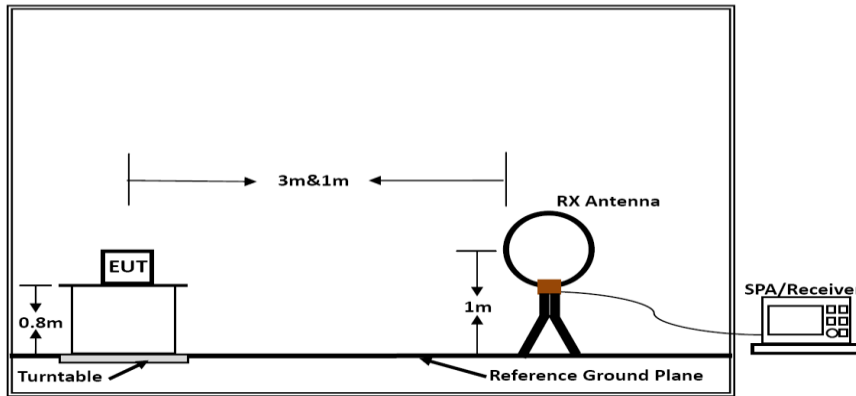 3m&1m
RX Antenna
EUT
SPA/Receiver
0.8m
1m
Turntable
Reference Ground Plane